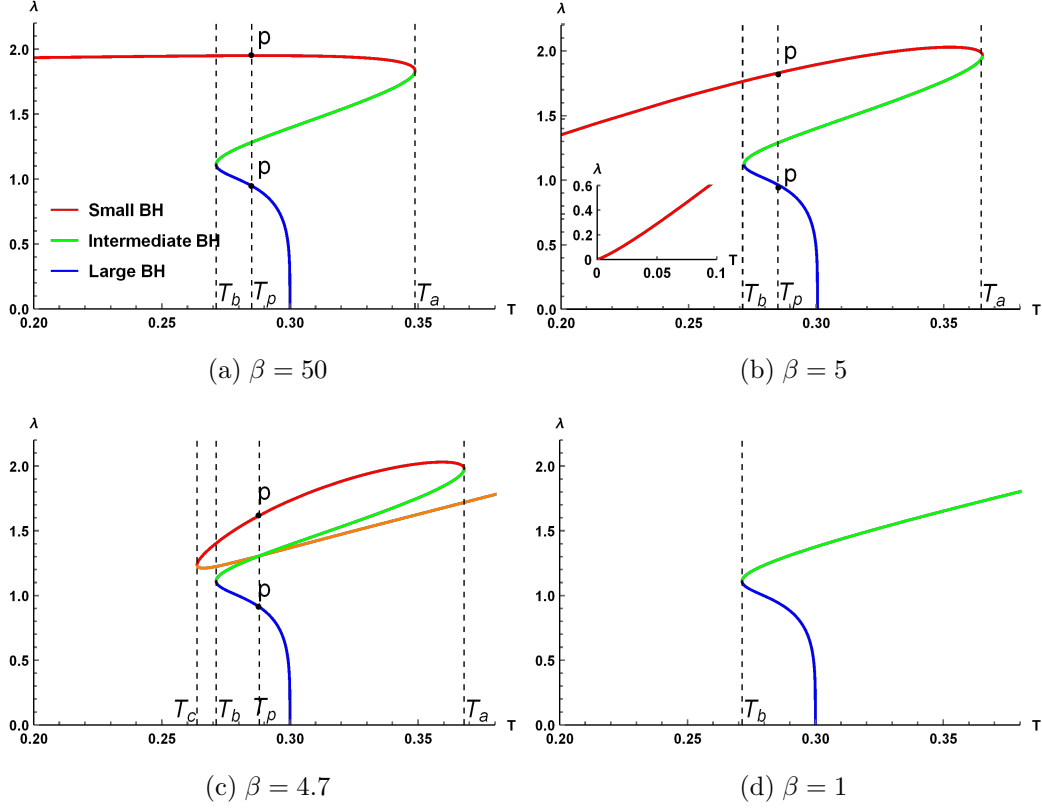 λ
2.0
1.5
1.0
0.5
0.0
p
p
Small BH
Intermediate BH
Large BH
T_b
T_p
T_a
0.20
0.25
0.30
0.35
T
(a) β = 50
λ
2.0
1.5
1.0
0.5
0.0
p
p
λ
0.6
0.4
0.2
0
0
0.05
0.1
T
T_b
T_p
T_a
0.20
0.25
0.30
0.35
T
(b) β = 5
λ
2.0
1.5
1.0
0.5
0.0
p
p
T_c
T_b
T_p
T_a
0.20
0.25
0.30
0.35
T
(c) β = 4.7
λ
2.0
1.5
1.0
0.5
0.0
T_b
0.20
0.25
0.30
0.35
T
(d) β = 1